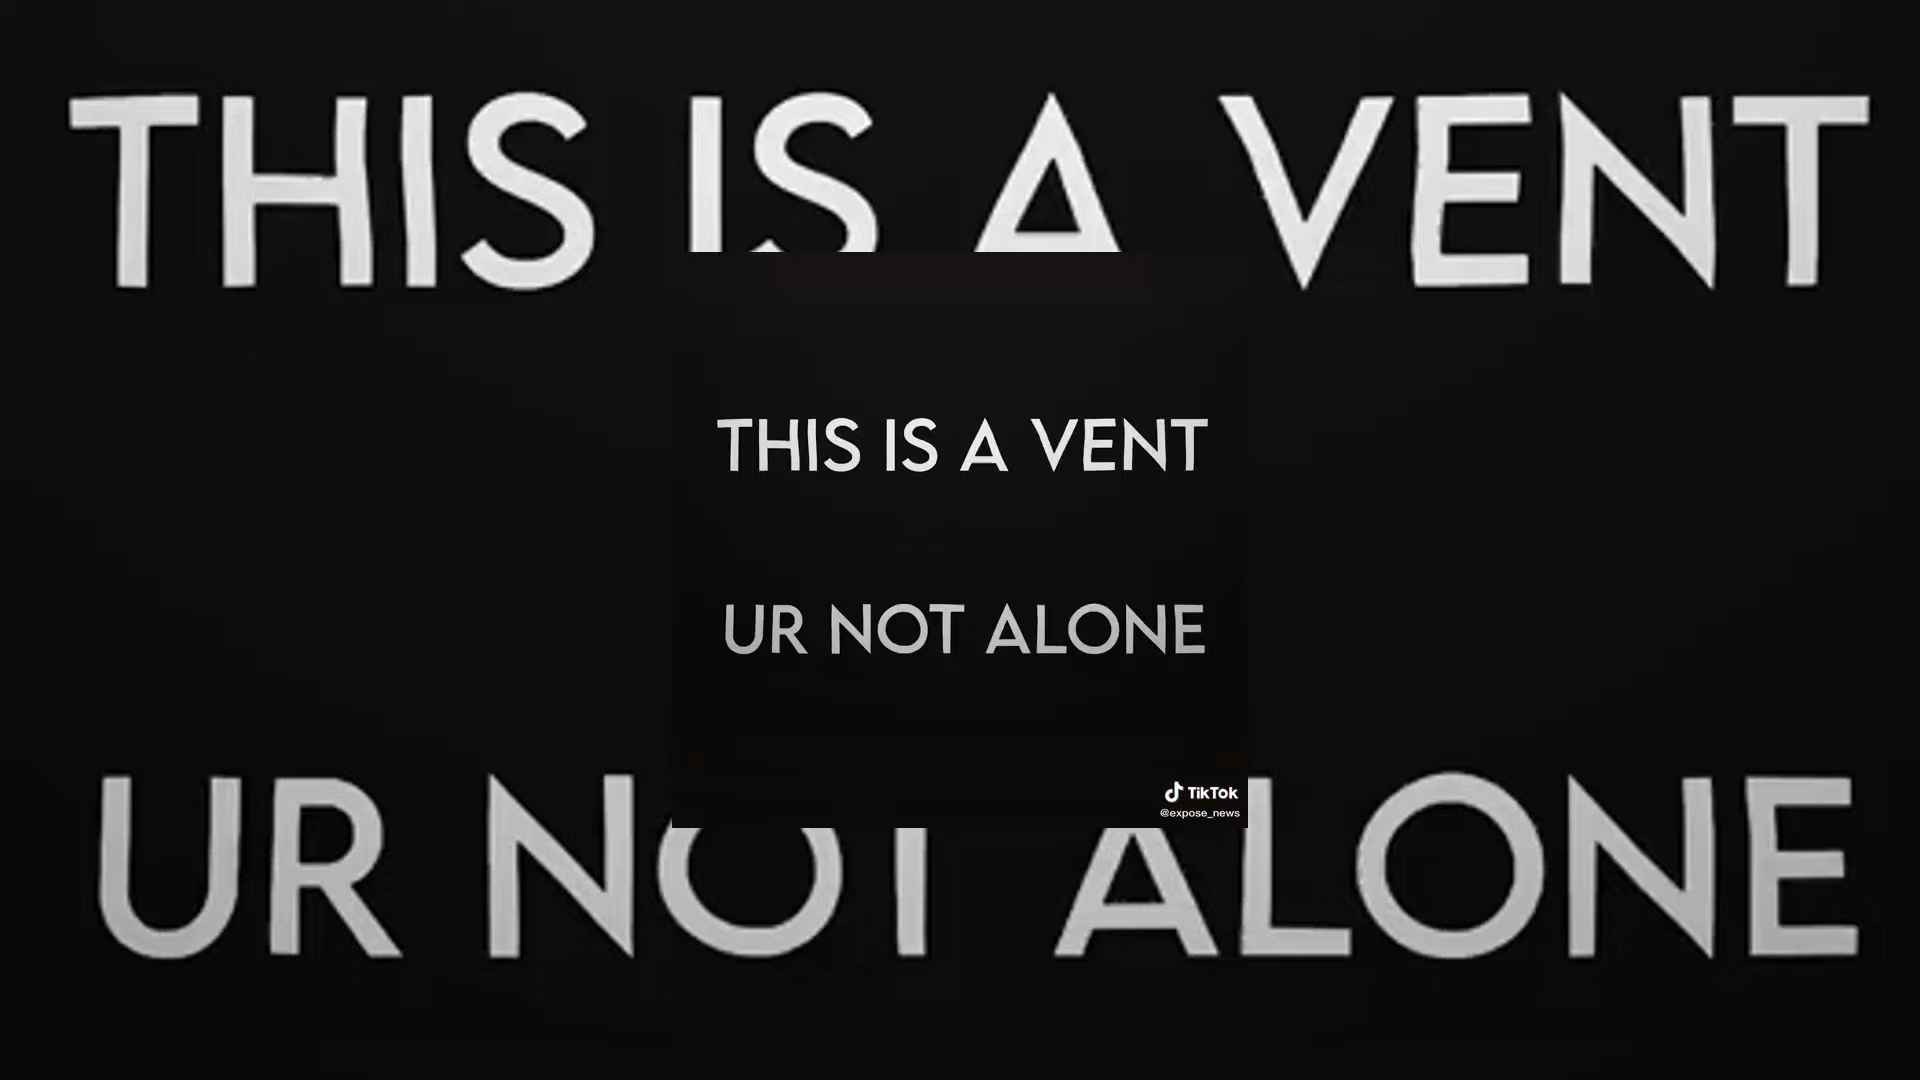 THIS IS A VENT
THIS IS A VENT
UR NOT ALONE
TikTok
@expose_news
UR NOT ALONE